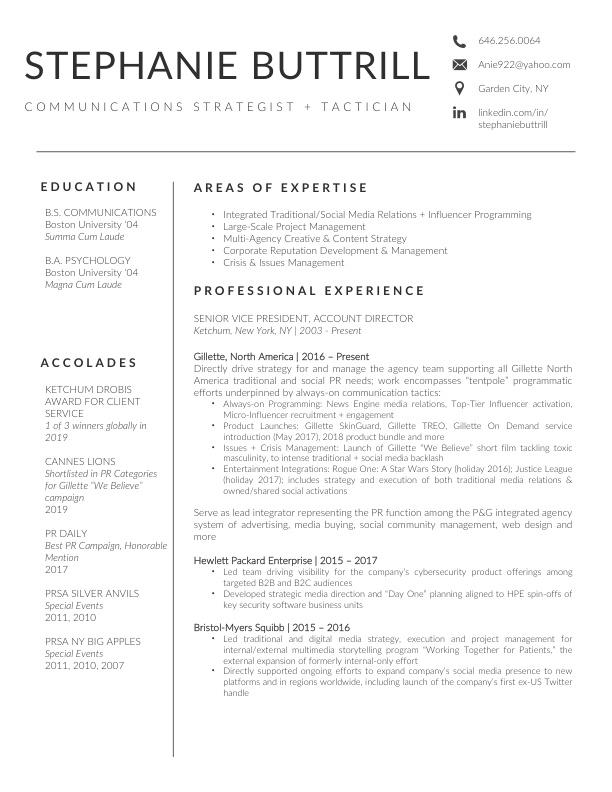 STEPHANIE BUTTRILL
COMMUNICATIONS STRATEGIST + TACTICIAN
646.256.0064
Anie922@yahoo.com
Garden City, NY
in
linkedin.com/in/
stephaniebuttrill
EDUCATION
B.S. COMMUNICATIONS
Boston University '04
Summa Cum Laude
B.A. PSYCHOLOGY
Boston University '04
Magna Cum Laude
ACCOLADES
KETCHUM DROBIS
AWARD FOR CLIENT
SERVICE
1 of 3 winners globally in
2019
CANNES LIONS
Shortlisted in PR Categories
for Gillette "We Believe"
campaign
2019
PR DAILY
Best PR Campaign, Honorable
Mention
2017
PRSA SILVER ANVILS
Special Events
2011, 2010
PRSA NY BIG APPLES
Special Events
2011, 2010, 2007
AREAS OF EXPERTISE
• Integrated Traditional/Social Media Relations + Influencer Programming
• Large-Scale Project Management
• Multi-Agency Creative & Content Strategy
• Corporate Reputation Development & Management
• Crisis & Issues Management
PROFESSIONAL EXPERIENCE
SENIOR VICE PRESIDENT, ACCOUNT DIRECTOR
Ketchum, New York, NY | 2003 - Present
Gillette, North America | 2016 – Present
Directly drive strategy for and manage the agency team supporting all Gillette North
America traditional and social PR needs; work encompasses "tentpole" programmatic
efforts underpinned by always-on communication tactics:
• Always-on Programming: News Engine media relations, Top-Tier Influencer activation,
Micro-Influencer recruitment + engagement
• Product Launches: Gillette SkinGuard, Gillette TREO, Gillette On Demand service
introduction (May 2017), 2018 product bundle and more
• Issues + Crisis Management: Launch of Gillette "We Believe" short film tackling toxic
masculinity, to intense traditional + social media backlash
• Entertainment Integrations: Rogue One: A Star Wars Story (holiday 2016); Justice League
(holiday 2017); includes strategy and execution of both traditional media relations &
owned/shared social activations
Serve as lead integrator representing the PR function among the P&G integrated agency
system of advertising, media buying, social community management, web design and
more
Hewlett Packard Enterprise | 2015 – 2017
• Led team driving visibility for the company's cybersecurity product offerings among
targeted B2B and B2C audiences
• Developed strategic media direction and "Day One" planning aligned to HPE spin-offs of
key security software business units
Bristol-Myers Squibb | 2015 – 2016
• Led traditional and digital media strategy, execution and project management for
internal/external multimedia storytelling program "Working Together for Patients," the
external expansion of formerly internal-only effort
• Directly supported ongoing efforts to expand company's social media presence to new
platforms and in regions worldwide, including launch of the company's first ex-US Twitter
handle